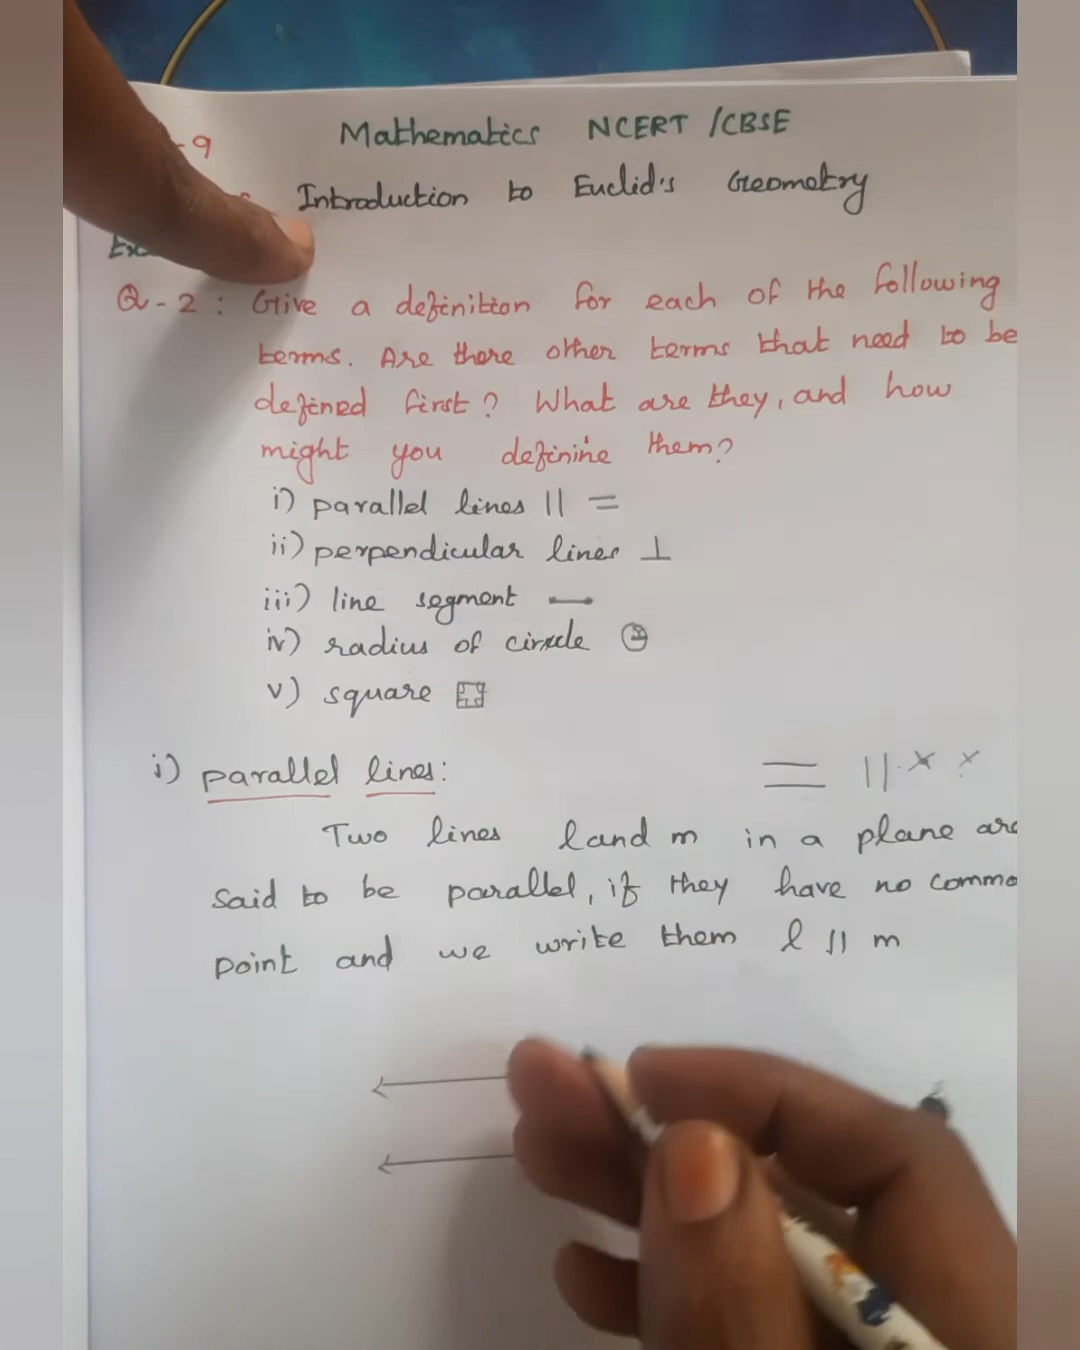 -9
Mathematics NCERT /CBSE
Introduction to Euclid's Geometry
Q-2 : Give a definition for each of the following
terms. Are there other terms that need to be
defined first? What are they, and how
might you definine them?
i) parallel lines || =
ii) perpendicular lines ⊥
iii) line segment
iv) radius of circle
v) square
i) parallel lines:
Two lines l and m in a plane are
said to be parallel, if they have no commo
point and we write them l || m